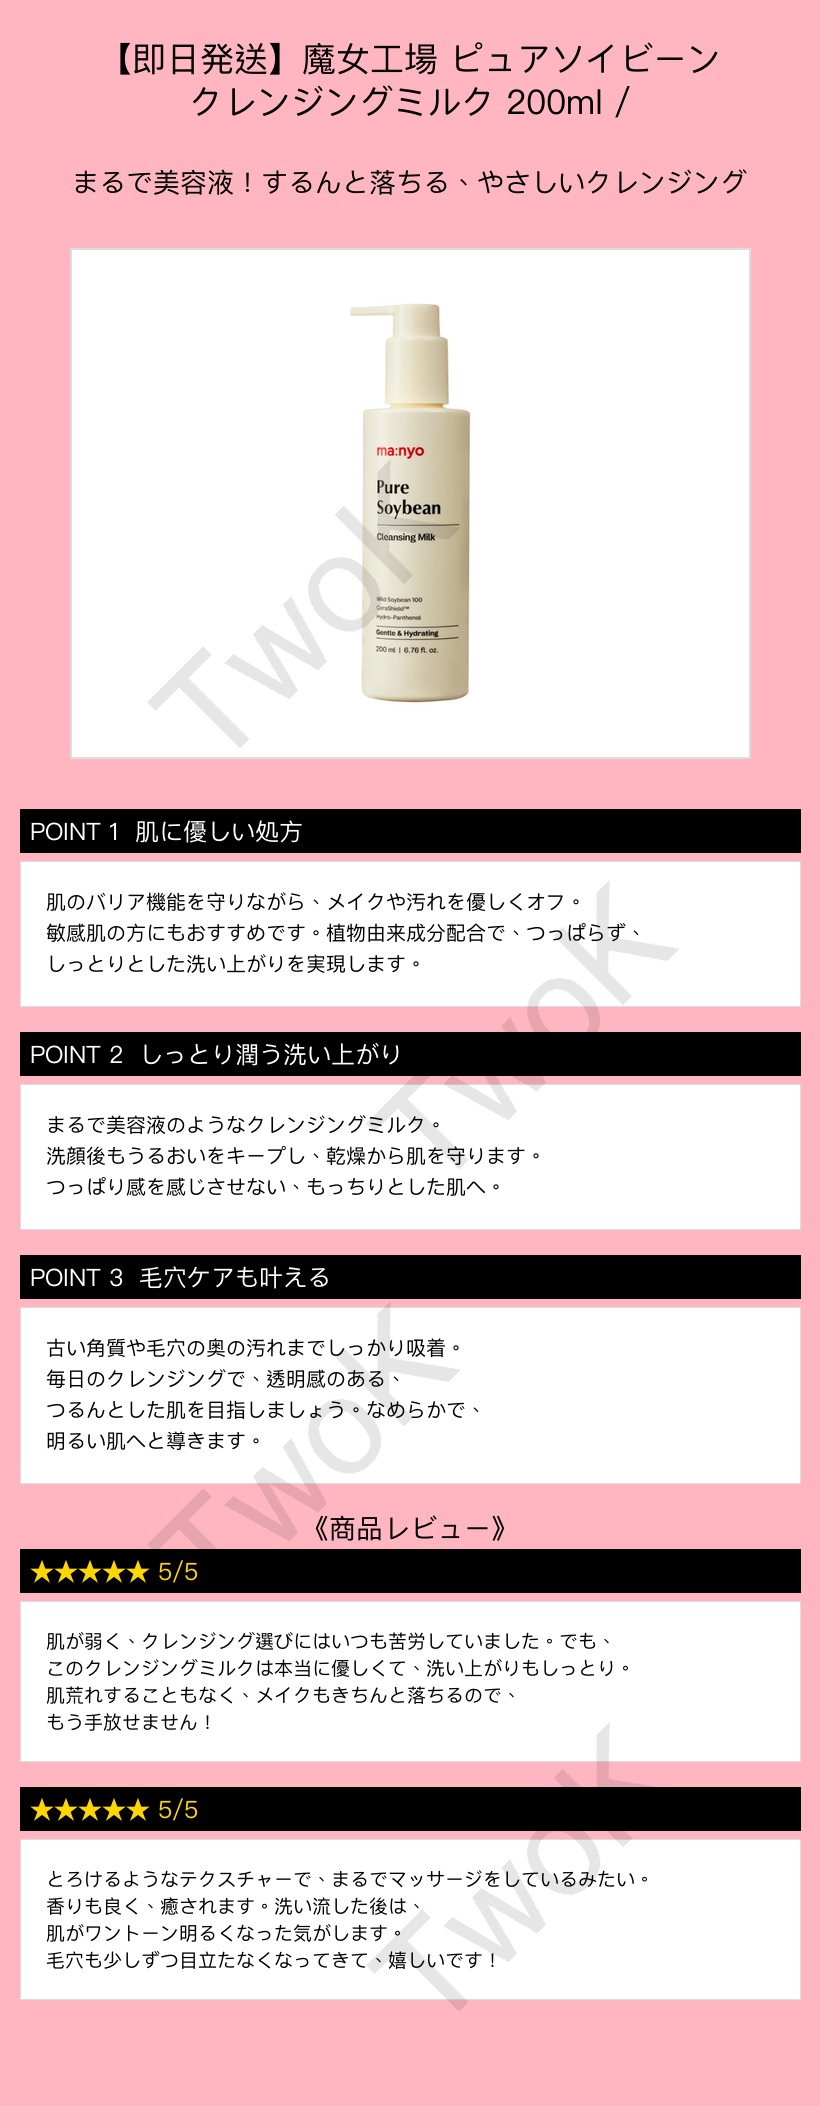 【即日発送】魔女工場 ピュアソイビーン
クレンジングミルク 200ml /
まるで美容液！するんと落ちる、やさしいクレンジング
ma:nyo
Pure
Soybean
Cleansing Milk
Wild Soybean 100
CeraShield™
Hydro-Panthenol
Gentle & Hydrating
200 ml | 6.76 fl. oz.
TwoK
POINT 1 肌に優しい処方
肌のバリア機能を守りながら、メイクや汚れを優しくオフ。
敏感肌の方にもおすすめです。植物由来成分配合で、つっぱらず、
しっとりとした洗い上がりを実現します。
TwoK
POINT 2 しっとり潤う洗い上がり
まるで美容液のようなクレンジングミルク。
洗顔後もうるおいをキープし、乾燥から肌を守ります。
つっぱり感を感じさせない、もっちりとした肌へ。
POINT 3 毛穴ケアも叶える
古い角質や毛穴の奥の汚れまでしっかり吸着。
毎日のクレンジングで、透明感のある、
つるんとした肌を目指しましょう。なめらかで、
明るい肌へと導きます。
TwoK
《商品レビュー》
★★★★★ 5/5
肌が弱く、クレンジング選びにはいつも苦労していました。でも、
このクレンジングミルクは本当に優しくて、洗い上がりもしっとり。
肌荒れすることもなく、メイクもきちんと落ちるので、
もう手放せません！
★★★★★ 5/5
とろけるようなテクスチャーで、まるでマッサージをしているみたい。
香りも良く、癒されます。洗い流した後は、
肌がワントーン明るくなった気がします。
毛穴も少しずつ目立たなくなってきて、嬉しいです！
TwoK